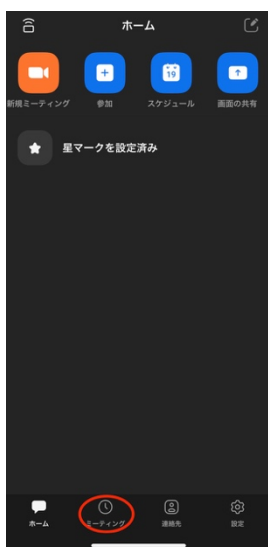 ホーム
新規ミーティング
参加
19
スケジュール
画面の共有
星マークを設定済み
ホーム
ミーティング
連絡先
設定